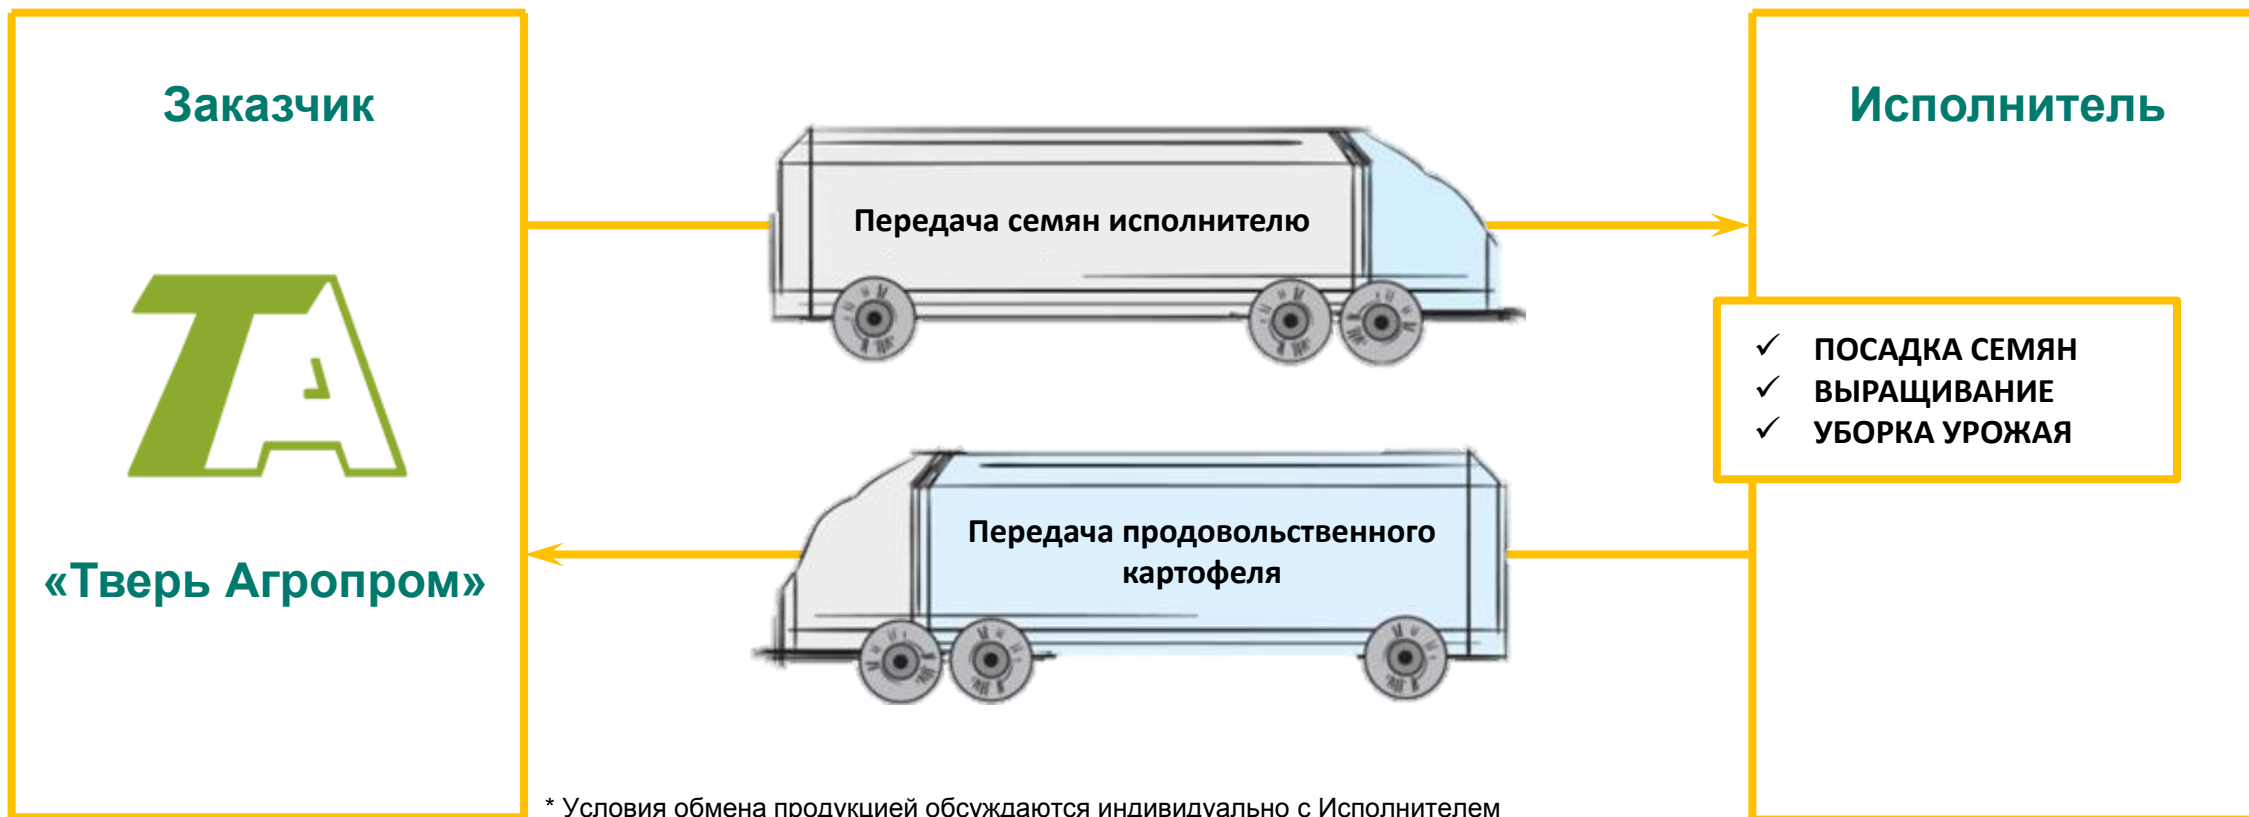 Заказчик
ТА
«Тверь Агропром»
Передача семян исполнителю
Передача продовольственного
картофеля
Исполнитель
✓ ПОСАДКА СЕМЯН
✓ ВЫРАЩИВАНИЕ
✓ УБОРКА УРОЖАЯ
* Условия обмена продукцией обсуждаются индивидуально с Исполнителем